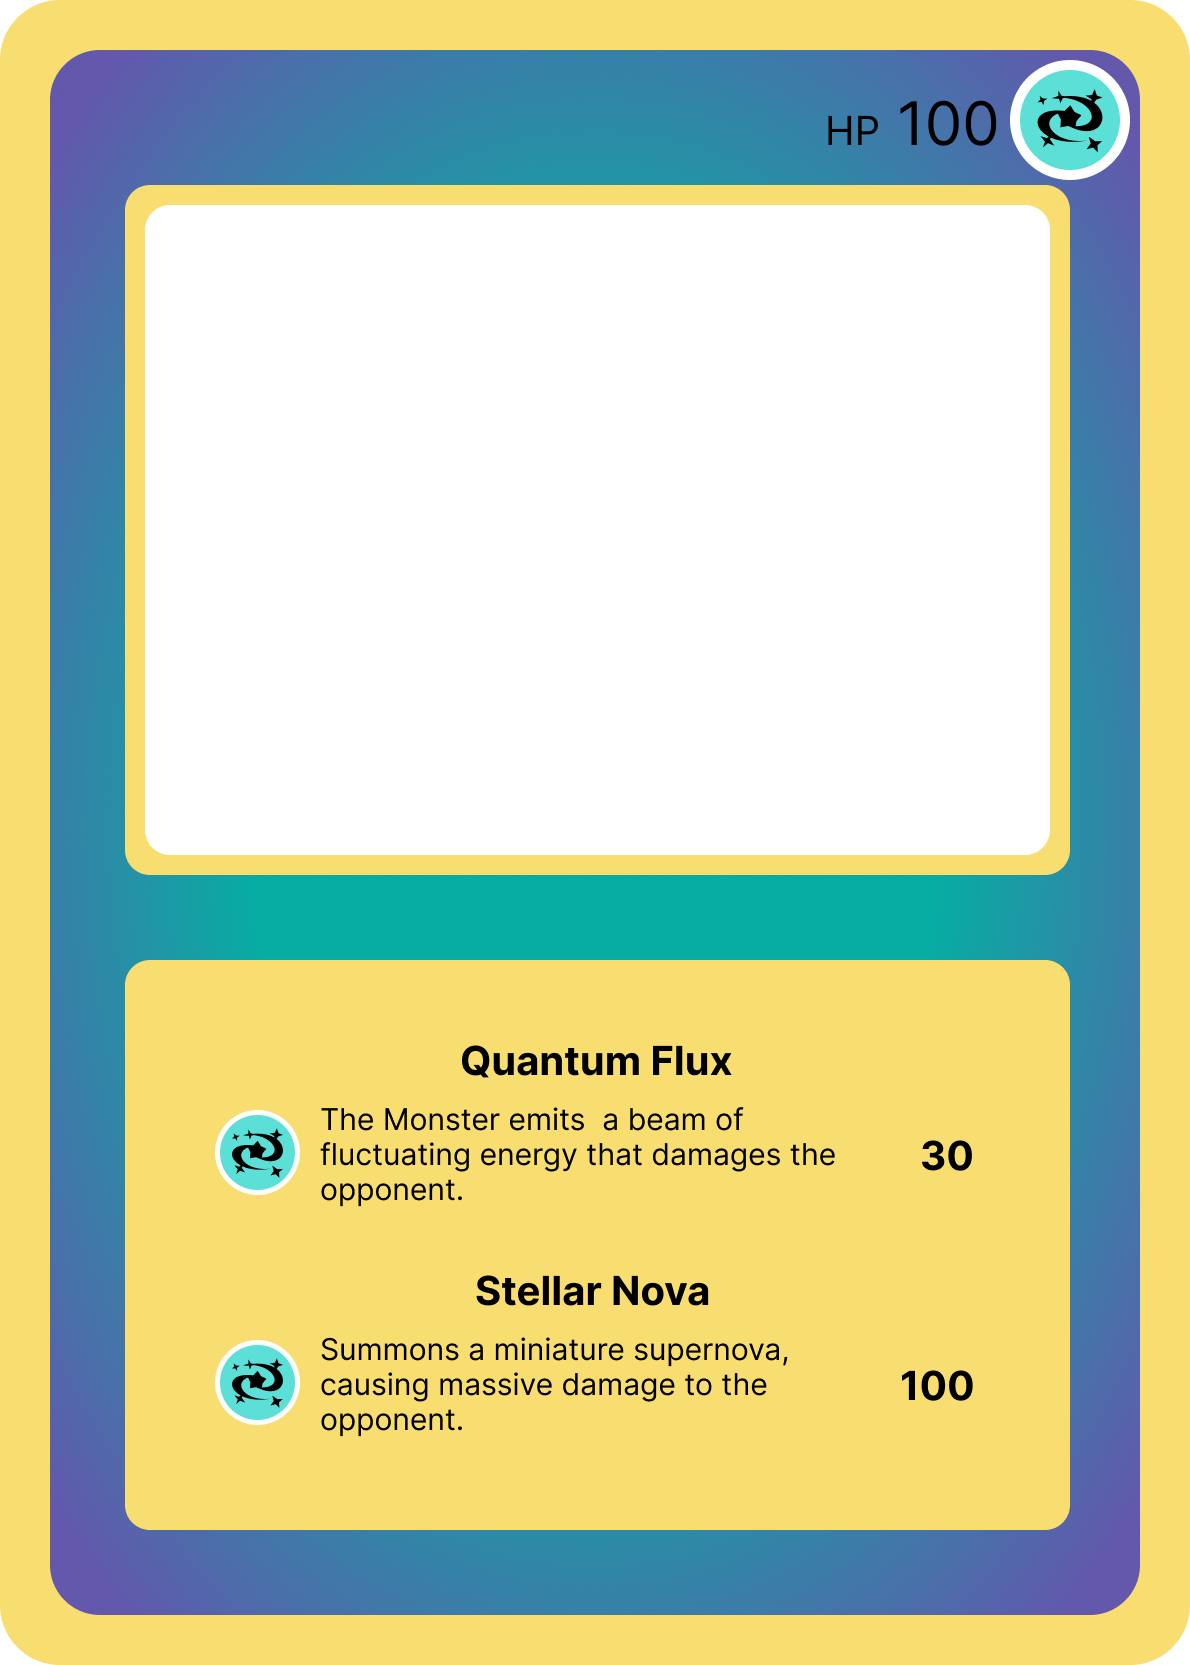 HP 100
Quantum Flux
The Monster emits  a beam of
fluctuating energy that damages the
opponent.
30
Stellar Nova
Summons a miniature supernova,
causing massive damage to the
opponent.
100